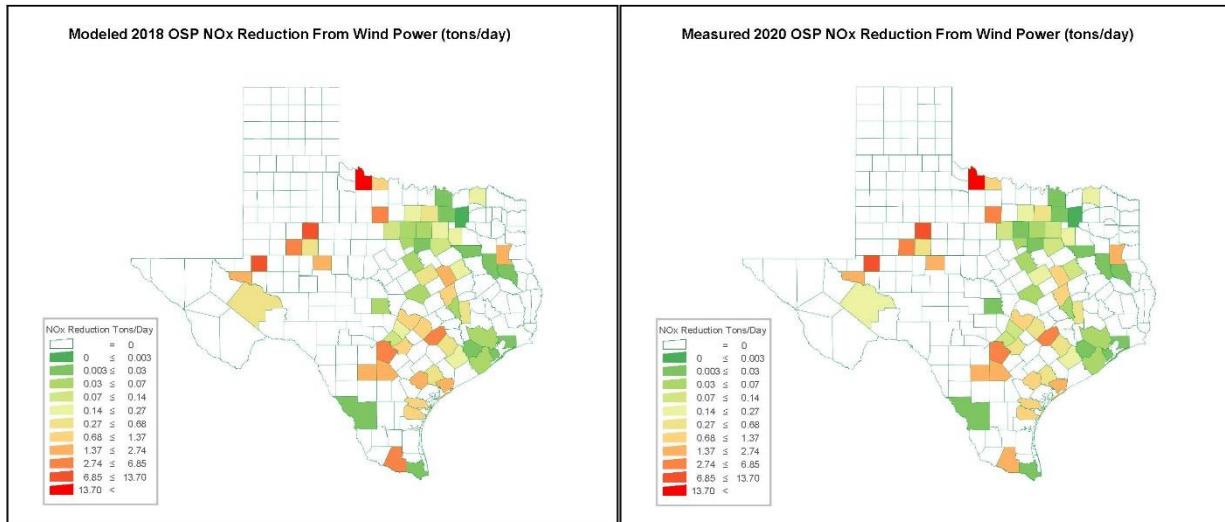 Modeled 2018 OSP NOx Reduction From Wind Power (tons/day)
NOx Reduction Tons/Day
= 0
0 ≤ 0.003
0.003 ≤ 0.03
0.03 ≤ 0.07
0.07 ≤ 0.14
0.14 ≤ 0.27
0.27 ≤ 0.68
0.68 ≤ 1.37
1.37 ≤ 2.74
2.74 ≤ 6.85
6.85 ≤ 13.70
13.70 <
Measured 2020 OSP NOx Reduction From Wind Power (tons/day)
NOx Reduction Tons/Day
= 0
0 ≤ 0.003
0.003 ≤ 0.03
0.03 ≤ 0.07
0.07 ≤ 0.14
0.14 ≤ 0.27
0.27 ≤ 0.68
0.68 ≤ 1.37
1.37 ≤ 2.74
2.74 ≤ 6.85
6.85 ≤ 13.70
13.70 <